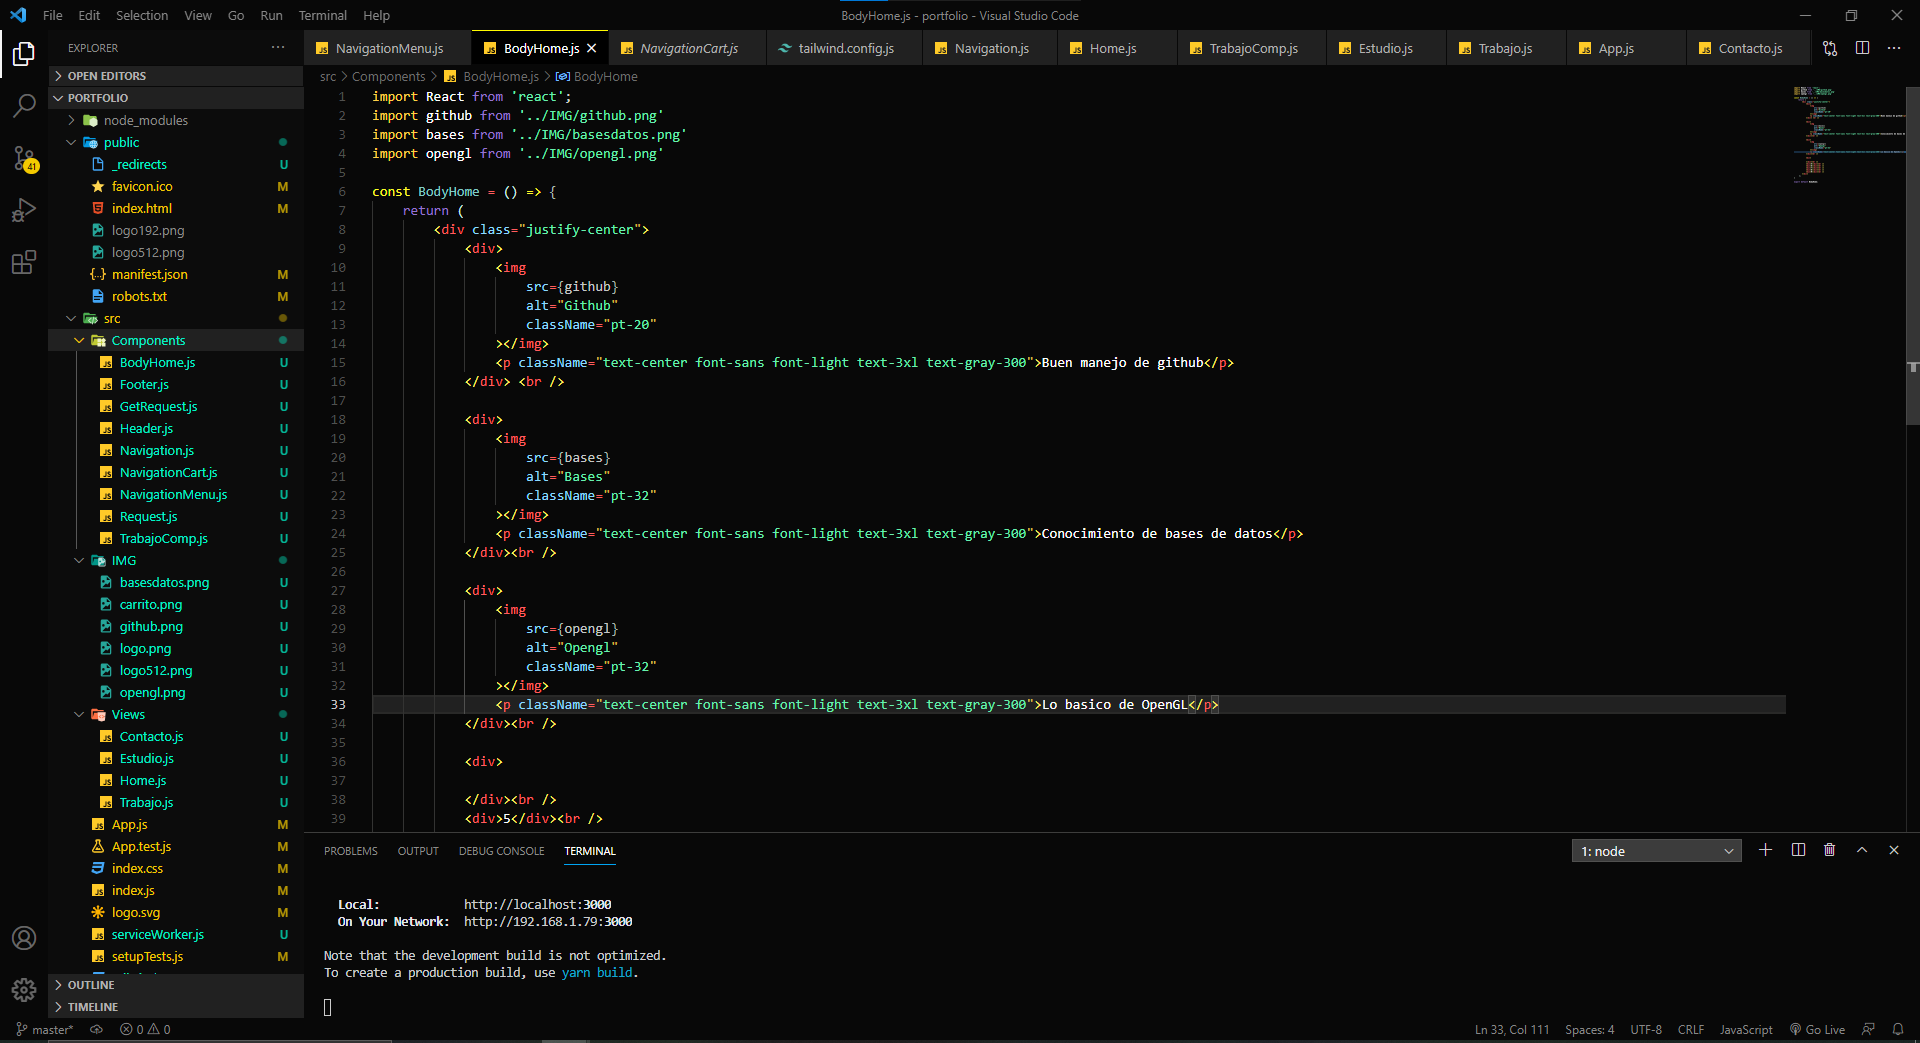 File Edit Selection View Go Run Terminal Help
BodyHome.js - portfolio - Visual Studio Code
EXPLORER
OPEN EDITORS
PORTFOLIO
node_modules
public
_redirects U
favicon.ico M
index.html M
logo192.png
logo512.png
manifest.json M
robots.txt M
src
Components
BodyHome.js U
Footer.js U
GetRequest.js U
Header.js U
Navigation.js U
NavigationCart.js U
NavigationMenu.js U
Request.js U
TrabajoComp.js U
IMG
basesdatos.png U
carrito.png U
github.png U
logo.png U
logo512.png U
opengl.png U
Views
Contacto.js U
Estudio.js U
Home.js U
Trabajo.js U
App.js M
App.test.js M
index.css M
index.js M
logo.svg M
serviceWorker.js U
setupTests.js M
OUTLINE
TIMELINE
41
NavigationMenu.js BodyHome.js NavigationCart.js tailwind.config.js Navigation.js Home.js TrabajoComp.js Estudio.js Trabajo.js App.js Contacto.js
src > Components > BodyHome.js > BodyHome
1 import React from 'react';
2 import github from '../IMG/github.png'
3 import bases from '../IMG/basesdatos.png'
4 import opengl from '../IMG/opengl.png'
5
6 const BodyHome = () => {
7 return (
8 <div class="justify-center">
9 <div>
10 <img
11 src={github}
12 alt="Github"
13 className="pt-20"
14 ></img>
15 <p className="text-center font-sans font-light text-3xl text-gray-300">Buen manejo de github</p>
16 </div> <br />
17
18 <div>
19 <img
20 src={bases}
21 alt="Bases"
22 className="pt-32"
23 ></img>
24 <p className="text-center font-sans font-light text-3xl text-gray-300">Conocimiento de bases de datos</p>
25 </div><br />
26
27 <div>
28 <img
29 src={opengl}
30 alt="Opengl"
31 className="pt-32"
32 ></img>
33 <p className="text-center font-sans font-light text-3xl text-gray-300">Lo basico de OpenGL</p>
34 </div><br />
35
36 <div>
37
38 </div><br />
39 <div>5</div><br />
PROBLEMS OUTPUT DEBUG CONSOLE TERMINAL
1: node
Local: http://localhost:3000
On Your Network: http://192.168.1.79:3000
Note that the development build is not optimized.
To create a production build, use yarn build.
master* 0 0
Ln 33, Col 111 Spaces: 4 UTF-8 CRLF JavaScript Go Live